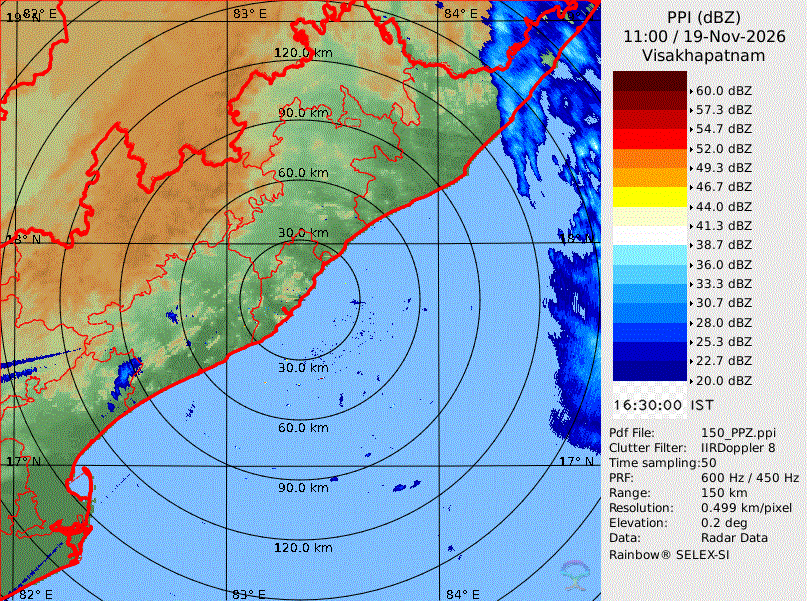 19° N 82° E 83° E 84° E 19° N
120.0 km
90.0 km
60.0 km
30.0 km
18° N 18° N
30.0 km
60.0 km
17° N 17° N
90.0 km
120.0 km
82° E 83° E 84° E
PPI (dBZ)
11:00 / 19-Nov-2026
Visakhapatnam
60.0 dBZ
57.3 dBZ
54.7 dBZ
52.0 dBZ
49.3 dBZ
46.7 dBZ
44.0 dBZ
41.3 dBZ
38.7 dBZ
36.0 dBZ
33.3 dBZ
30.7 dBZ
28.0 dBZ
25.3 dBZ
22.7 dBZ
20.0 dBZ
16:30:00 IST
Pdf File: 150_PPZ.ppi
Clutter Filter: IIRDoppler 8
Time sampling:50
PRF: 600 Hz / 450 Hz
Range: 150 km
Resolution: 0.499 km/pixel
Elevation: 0.2 deg
Data: Radar Data
Rainbow® SELEX-SI